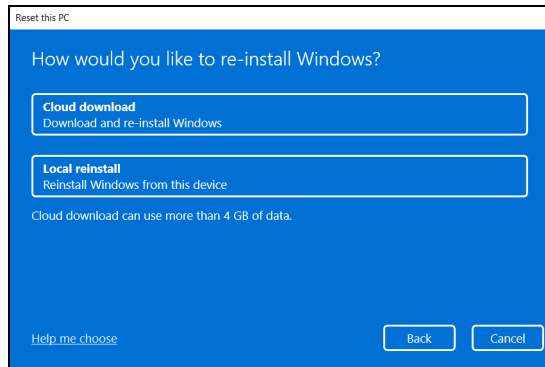 Reset this PC
How would you like to re-install Windows?
Cloud download
Download and re-install Windows
Local reinstall
Reinstall Windows from this device
Cloud download can use more than 4 GB of data.
Help me choose
Back
Cancel